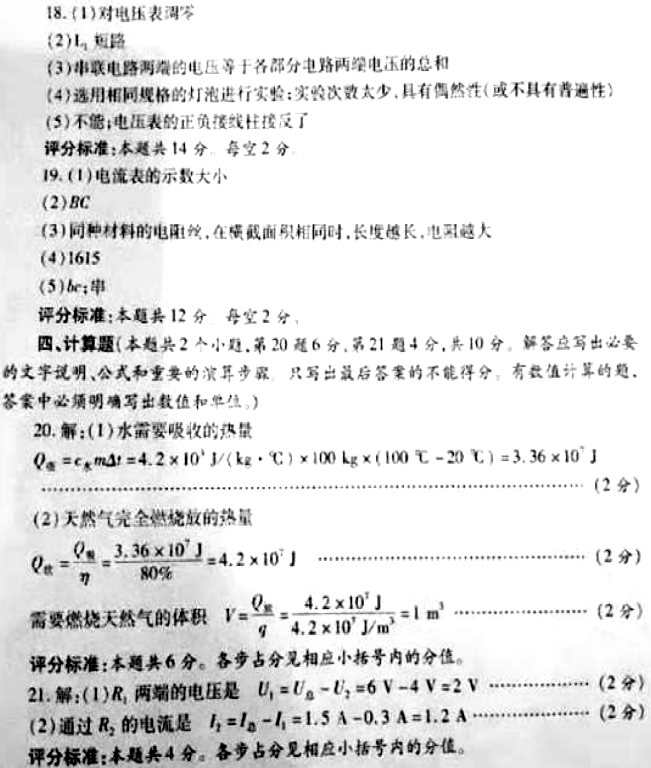 18.(1)对电压表调零
(2)L₁ 短路
(3)串联电路两端的电压等于各部分电路两端电压的总和
(4)选用相同规格的灯泡进行实验;实验次数太少,具有偶然性(或不具有普遍性)
(5)不能;电压表的正负接线柱接反了
评分标准:本题共14分 每空2分
19.(1)电流表的示数大小
(2)BC
(3)同种材料的电阻丝,在横截面积相同时,长度越长,电阻越大
(4)1615
(5)bc;串
评分标准:本题共12分 每空2分。
四、计算题(本题共2个小题,第20题6分,第21题4分,共10分。解答应写出必要
的文字说明、公式和重要的演算步骤。只写出最后答案的不能得分。有数值计算的题,
答案中必须明确写出数值和单位。)
20.解:(1)水需要吸收的热量
Q吸=c水mΔt=4.2×10³ J/(kg·℃)×100 kg×(100 ℃-20 ℃)=3.36×10⁷ J
……(2分)
(2)天然气完全燃烧放的热量
Q放=Q吸/η=3.36×10⁷ J/80%=4.2×10⁷ J ……(2分)
需要燃烧天然气的体积 V=Q放/q=4.2×10⁷ J/4.2×10⁷ J/m³=1 m³ ……(2分)
评分标准:本题共6分。各步占分见相应小括号内的分值。
21.解:(1)R₁ 两端的电压是 U₁=U总-U₂=6 V-4 V=2 V ……(2分)
(2)通过 R₂ 的电流是 I₂=I总-I₁=1.5 A-0.3 A=1.2 A ……(2分)
评分标准:本题共4分。各步占分见相应小括号内的分值。